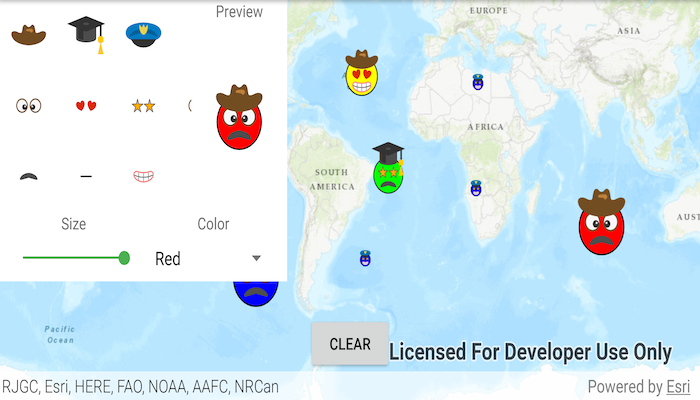 Preview
Size
Color
Red
EUROPE
ASIA
AFRICA
SOUTH
AMERICA
AUST
Pacific
Ocean
CLEAR
Licensed For Developer Use Only
RJGC, Esri, HERE, FAO, NOAA, AAFC, NRCan
Powered by Esri